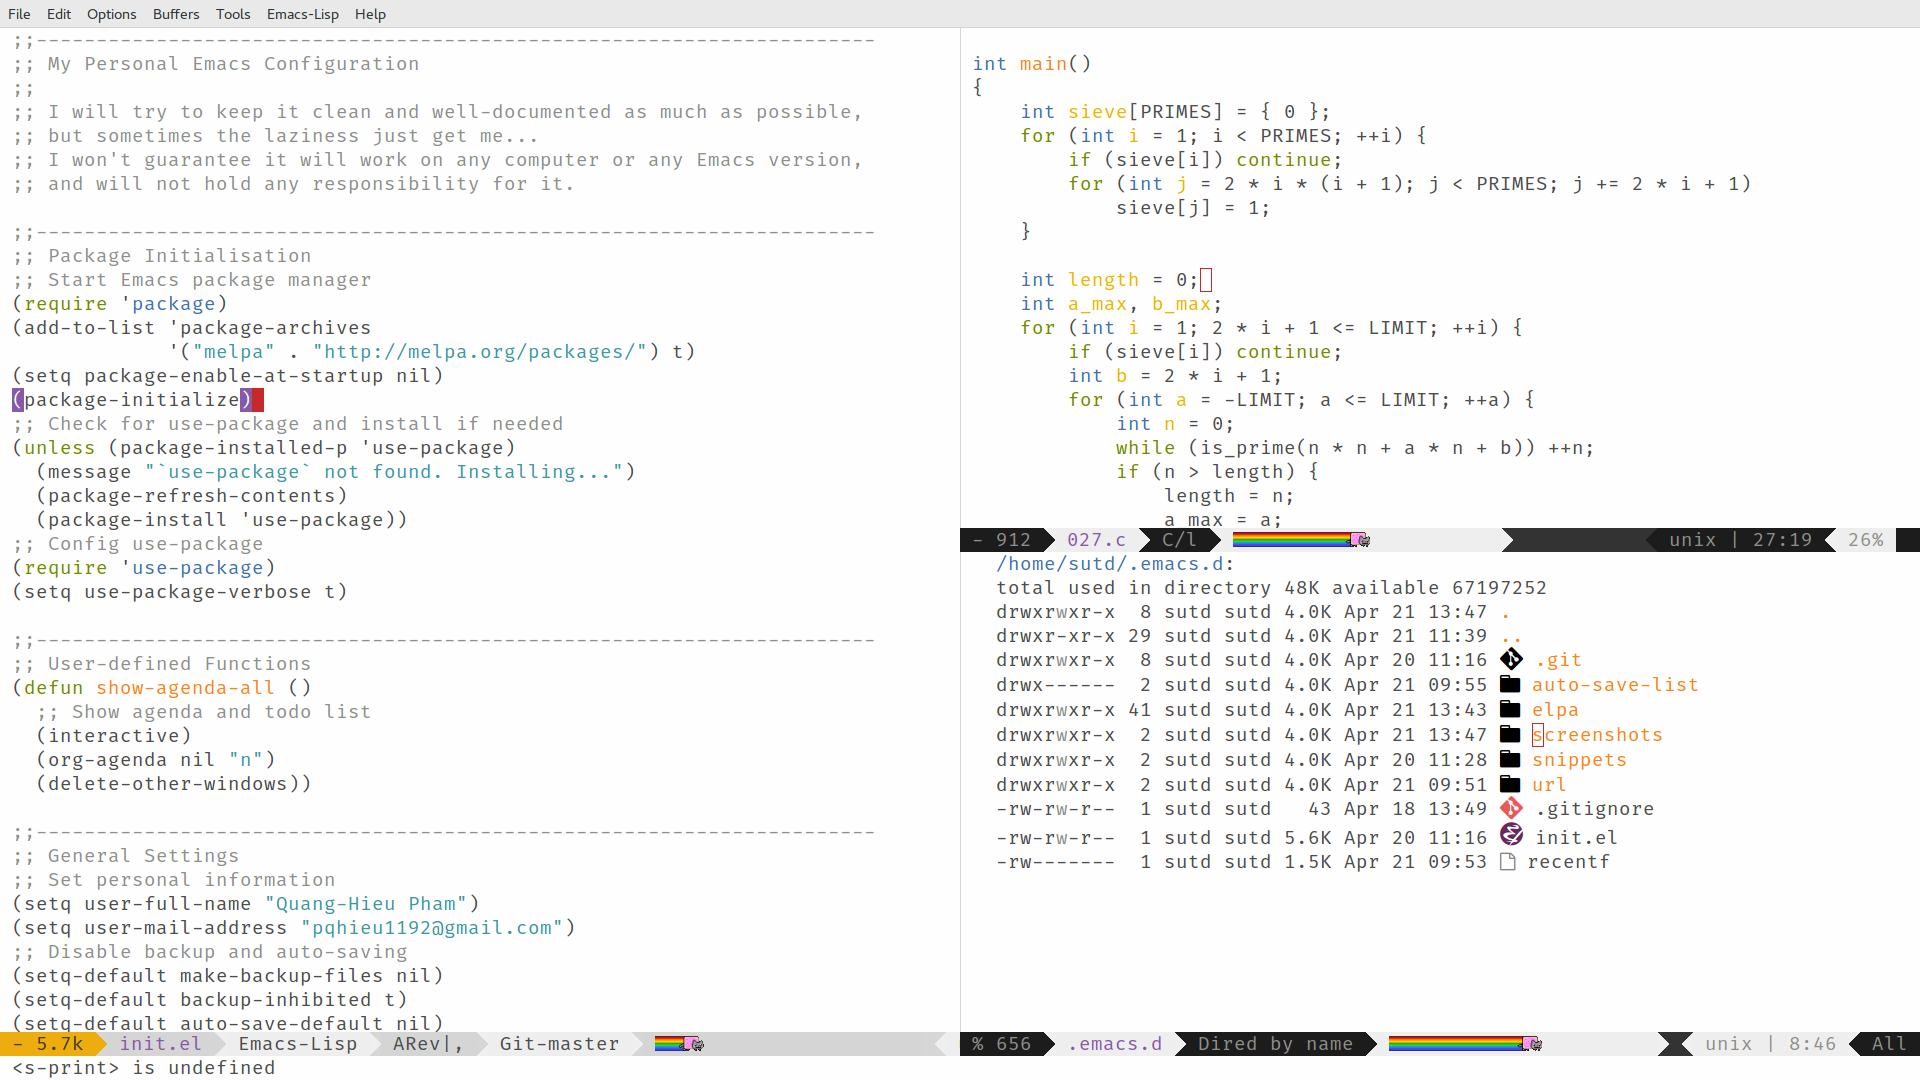 File Edit Options Buffers Tools Emacs-Lisp Help
;;----------------------------------------------------------------------
;; My Personal Emacs Configuration
;;
;; I will try to keep it clean and well-documented as much as possible,
;; but sometimes the laziness just get me...
;; I won't guarantee it will work on any computer or any Emacs version,
;; and will not hold any responsibility for it.
;;----------------------------------------------------------------------
;; Package Initialisation
;; Start Emacs package manager
(require 'package)
(add-to-list 'package-archives
             '("melpa" . "http://melpa.org/packages/") t)
(setq package-enable-at-startup nil)
(package-initialize)
;; Check for use-package and install if needed
(unless (package-installed-p 'use-package)
  (message "`use-package` not found. Installing...")
  (package-refresh-contents)
  (package-install 'use-package))
;; Config use-package
(require 'use-package)
(setq use-package-verbose t)
;;----------------------------------------------------------------------
;; User-defined Functions
(defun show-agenda-all ()
  ;; Show agenda and todo list
  (interactive)
  (org-agenda nil "n")
  (delete-other-windows))
;;----------------------------------------------------------------------
;; General Settings
;; Set personal information
(setq user-full-name "Quang-Hieu Pham")
(setq user-mail-address "pqhieu1192@gmail.com")
;; Disable backup and auto-saving
(setq-default make-backup-files nil)
(setq-default backup-inhibited t)
(setq-default auto-save-default nil)
- 5.7k init.el Emacs-Lisp ARev|, Git-master
<s-print> is undefined
int main()
{
    int sieve[PRIMES] = { 0 };
    for (int i = 1; i < PRIMES; ++i) {
        if (sieve[i]) continue;
        for (int j = 2 * i * (i + 1); j < PRIMES; j += 2 * i + 1)
            sieve[j] = 1;
    }
    int length = 0;
    int a_max, b_max;
    for (int i = 1; 2 * i + 1 <= LIMIT; ++i) {
        if (sieve[i]) continue;
        int b = 2 * i + 1;
        for (int a = -LIMIT; a <= LIMIT; ++a) {
            int n = 0;
            while (is_prime(n * n + a * n + b)) ++n;
            if (n > length) {
                length = n;
                a_max = a;
- 912 027.c C/l unix | 27:19 26%
/home/sutd/.emacs.d:
total used in directory 48K available 67197252
drwxrwxr-x  8 sutd sutd 4.0K Apr 21 13:47 .
drwxr-xr-x 29 sutd sutd 4.0K Apr 21 11:39 ..
drwxrwxr-x  8 sutd sutd 4.0K Apr 20 11:16 .git
drwx------  2 sutd sutd 4.0K Apr 21 09:55 auto-save-list
drwxrwxr-x 41 sutd sutd 4.0K Apr 21 13:43 elpa
drwxrwxr-x  2 sutd sutd 4.0K Apr 21 13:47 screenshots
drwxrwxr-x  2 sutd sutd 4.0K Apr 20 11:28 snippets
drwxrwxr-x  2 sutd sutd 4.0K Apr 21 09:51 url
-rw-rw-r--  1 sutd sutd   43 Apr 18 13:49 .gitignore
-rw-rw-r--  1 sutd sutd 5.6K Apr 20 11:16 init.el
-rw-------  1 sutd sutd 1.5K Apr 21 09:53 recentf
% 656 .emacs.d Dired by name unix | 8:46 All